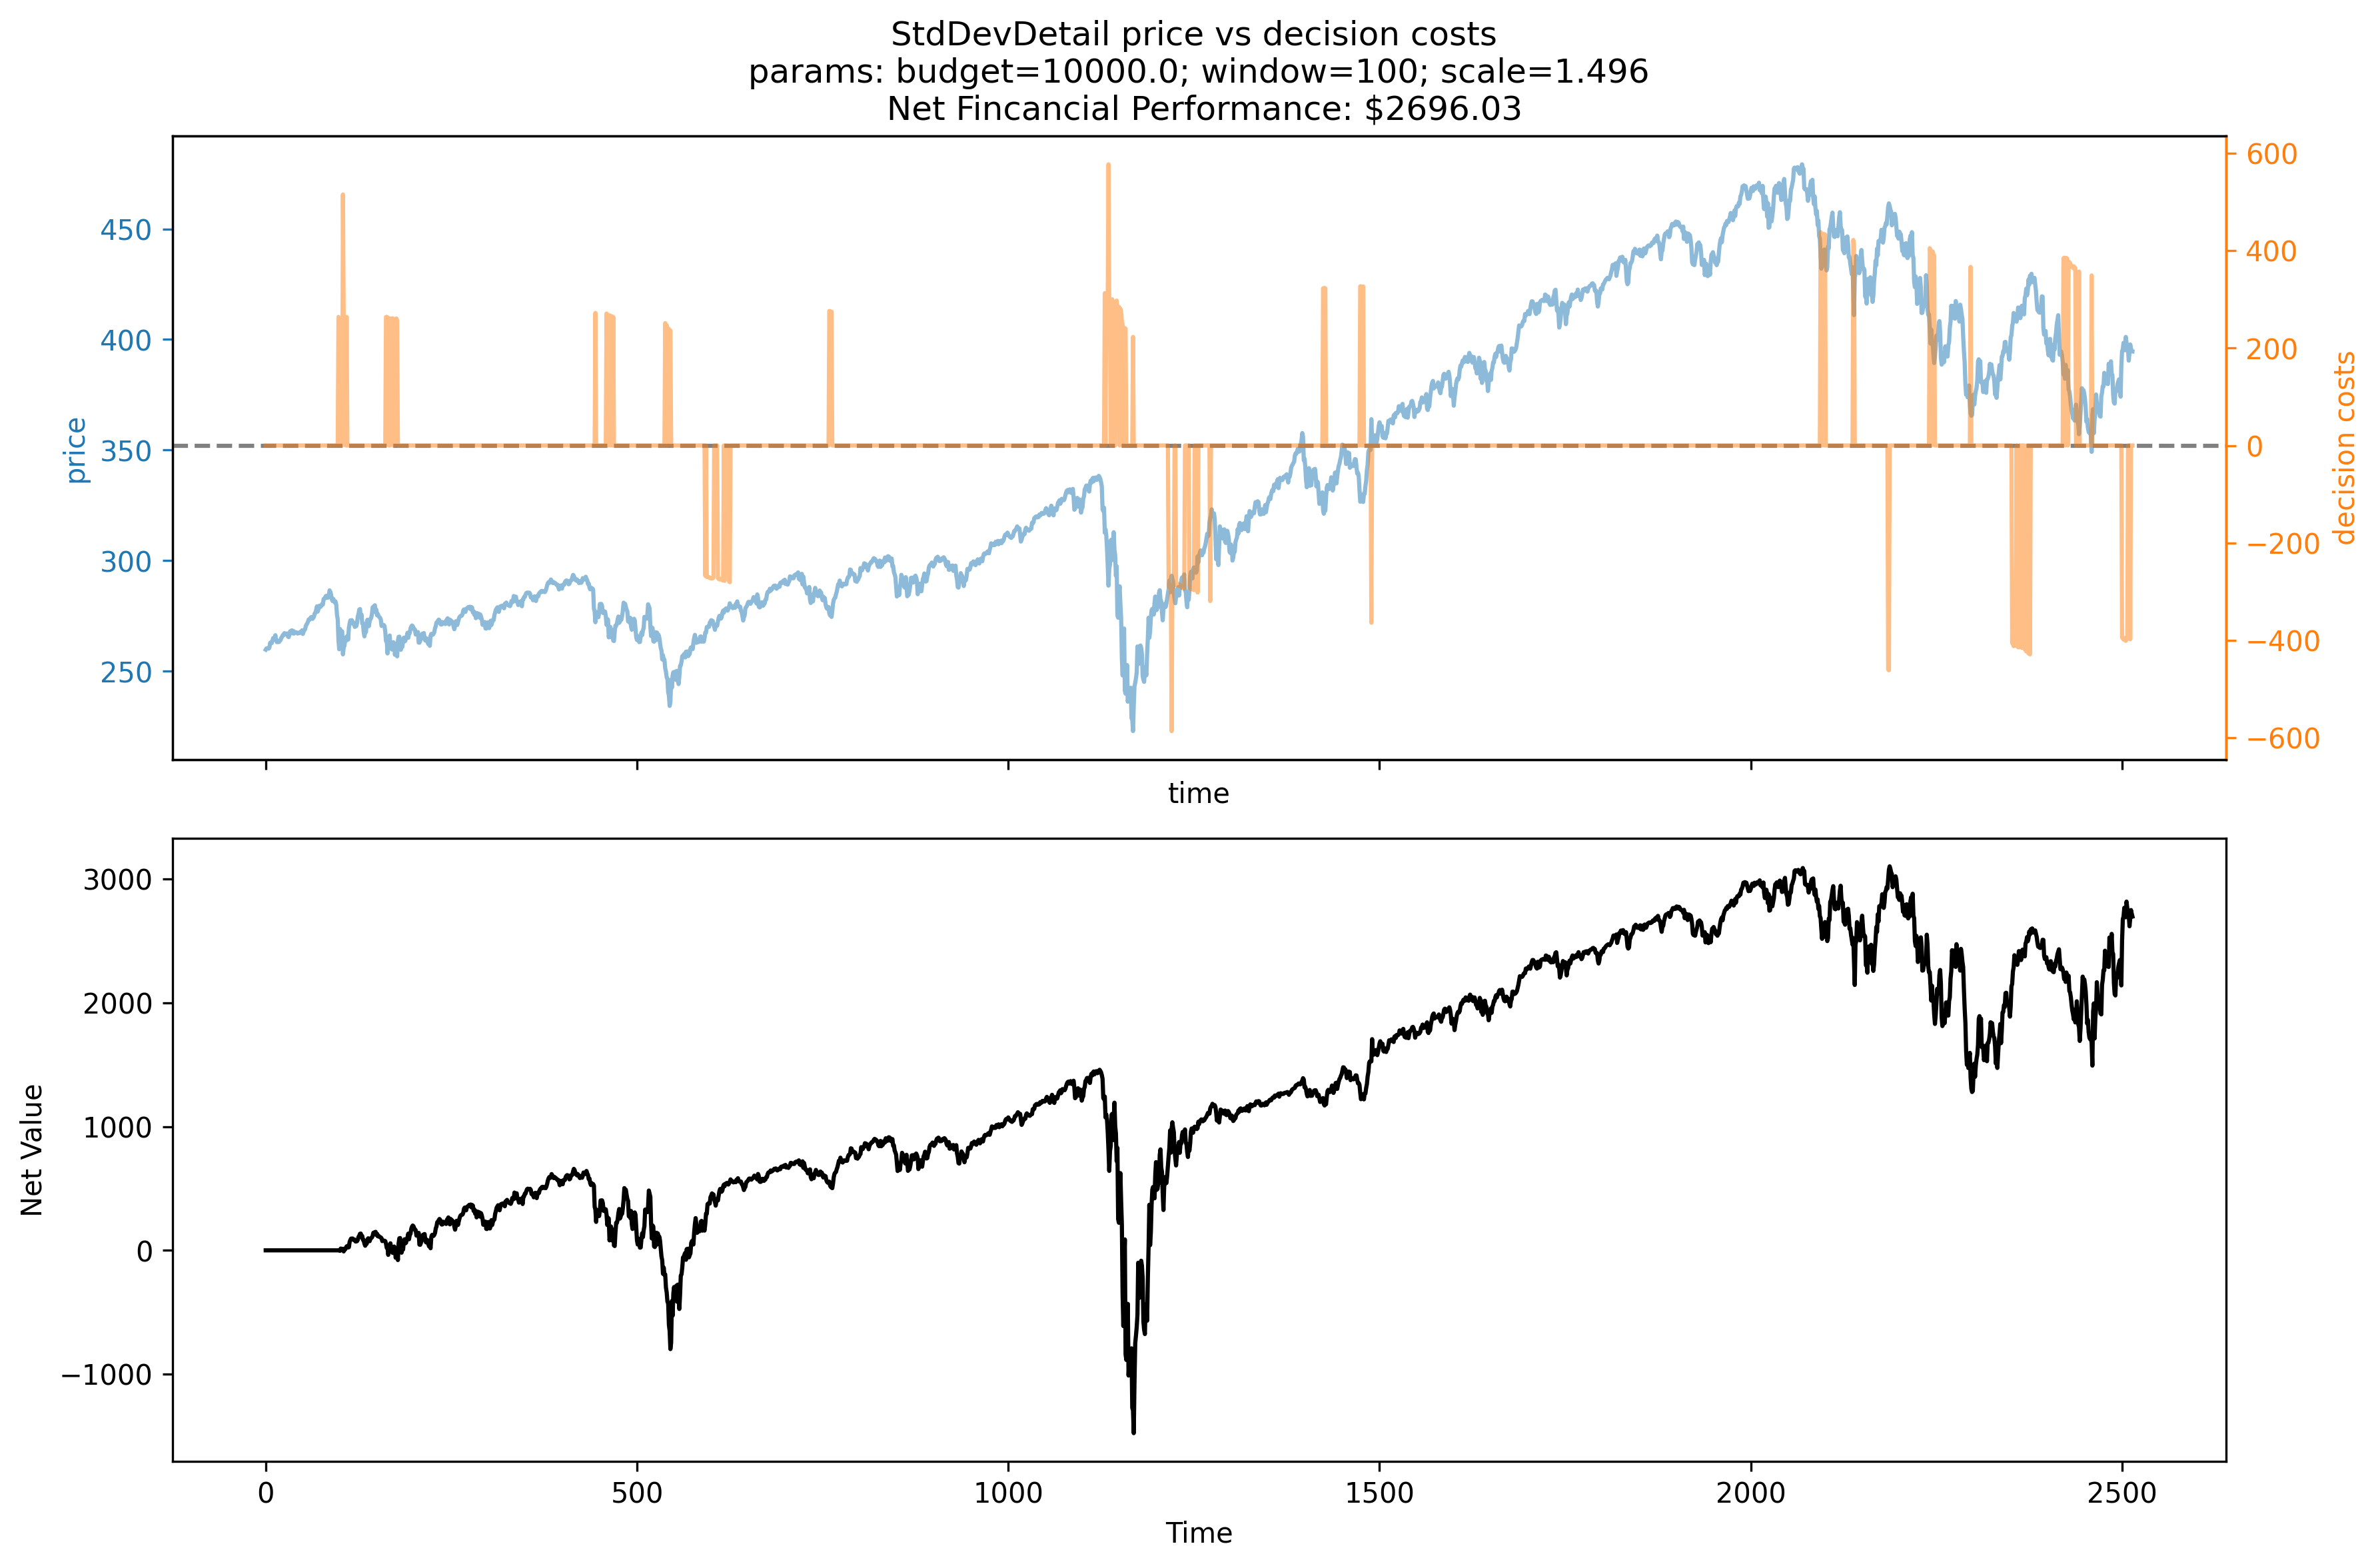 StdDevDetail price vs decision costs
params: budget=10000.0; window=100; scale=1.496
Net Fincancial Performance: $2696.03
450
400
350
300
250
price
600
400
200
0
−200
−400
−600
decision costs
time
3000
2000
1000
0
−1000
Net Value
0 500 1000 1500 2000 2500
Time